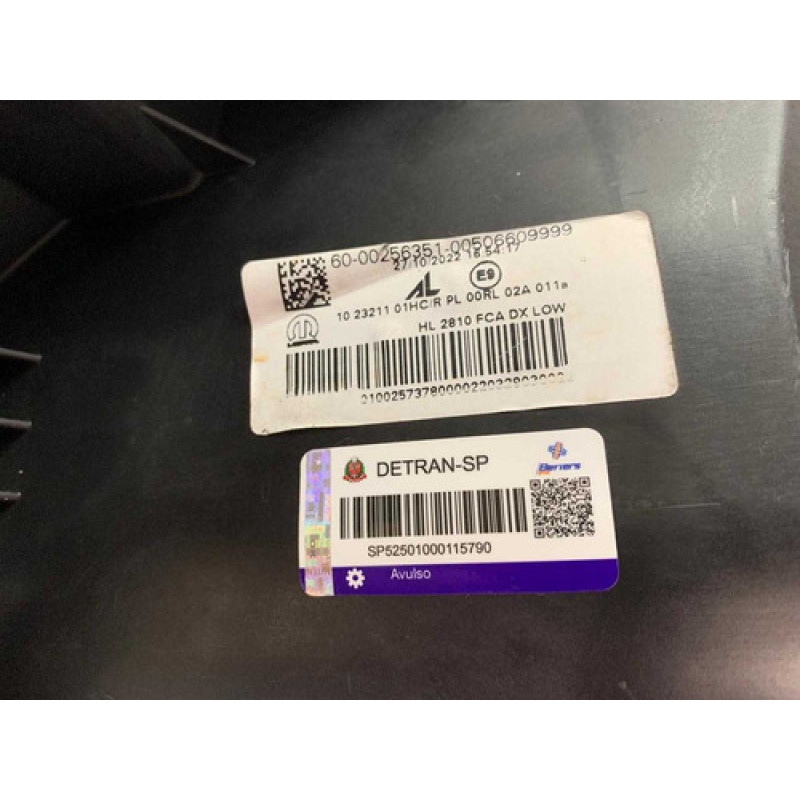 60-00256351-00506609999
27/10/2022 16:54:17
AL E9
10 23211 01HC/R PL 00RL 02A 011a
HL 2810 FCA DX LOW
DETRAN-SP
SP52501000115790
Avulso